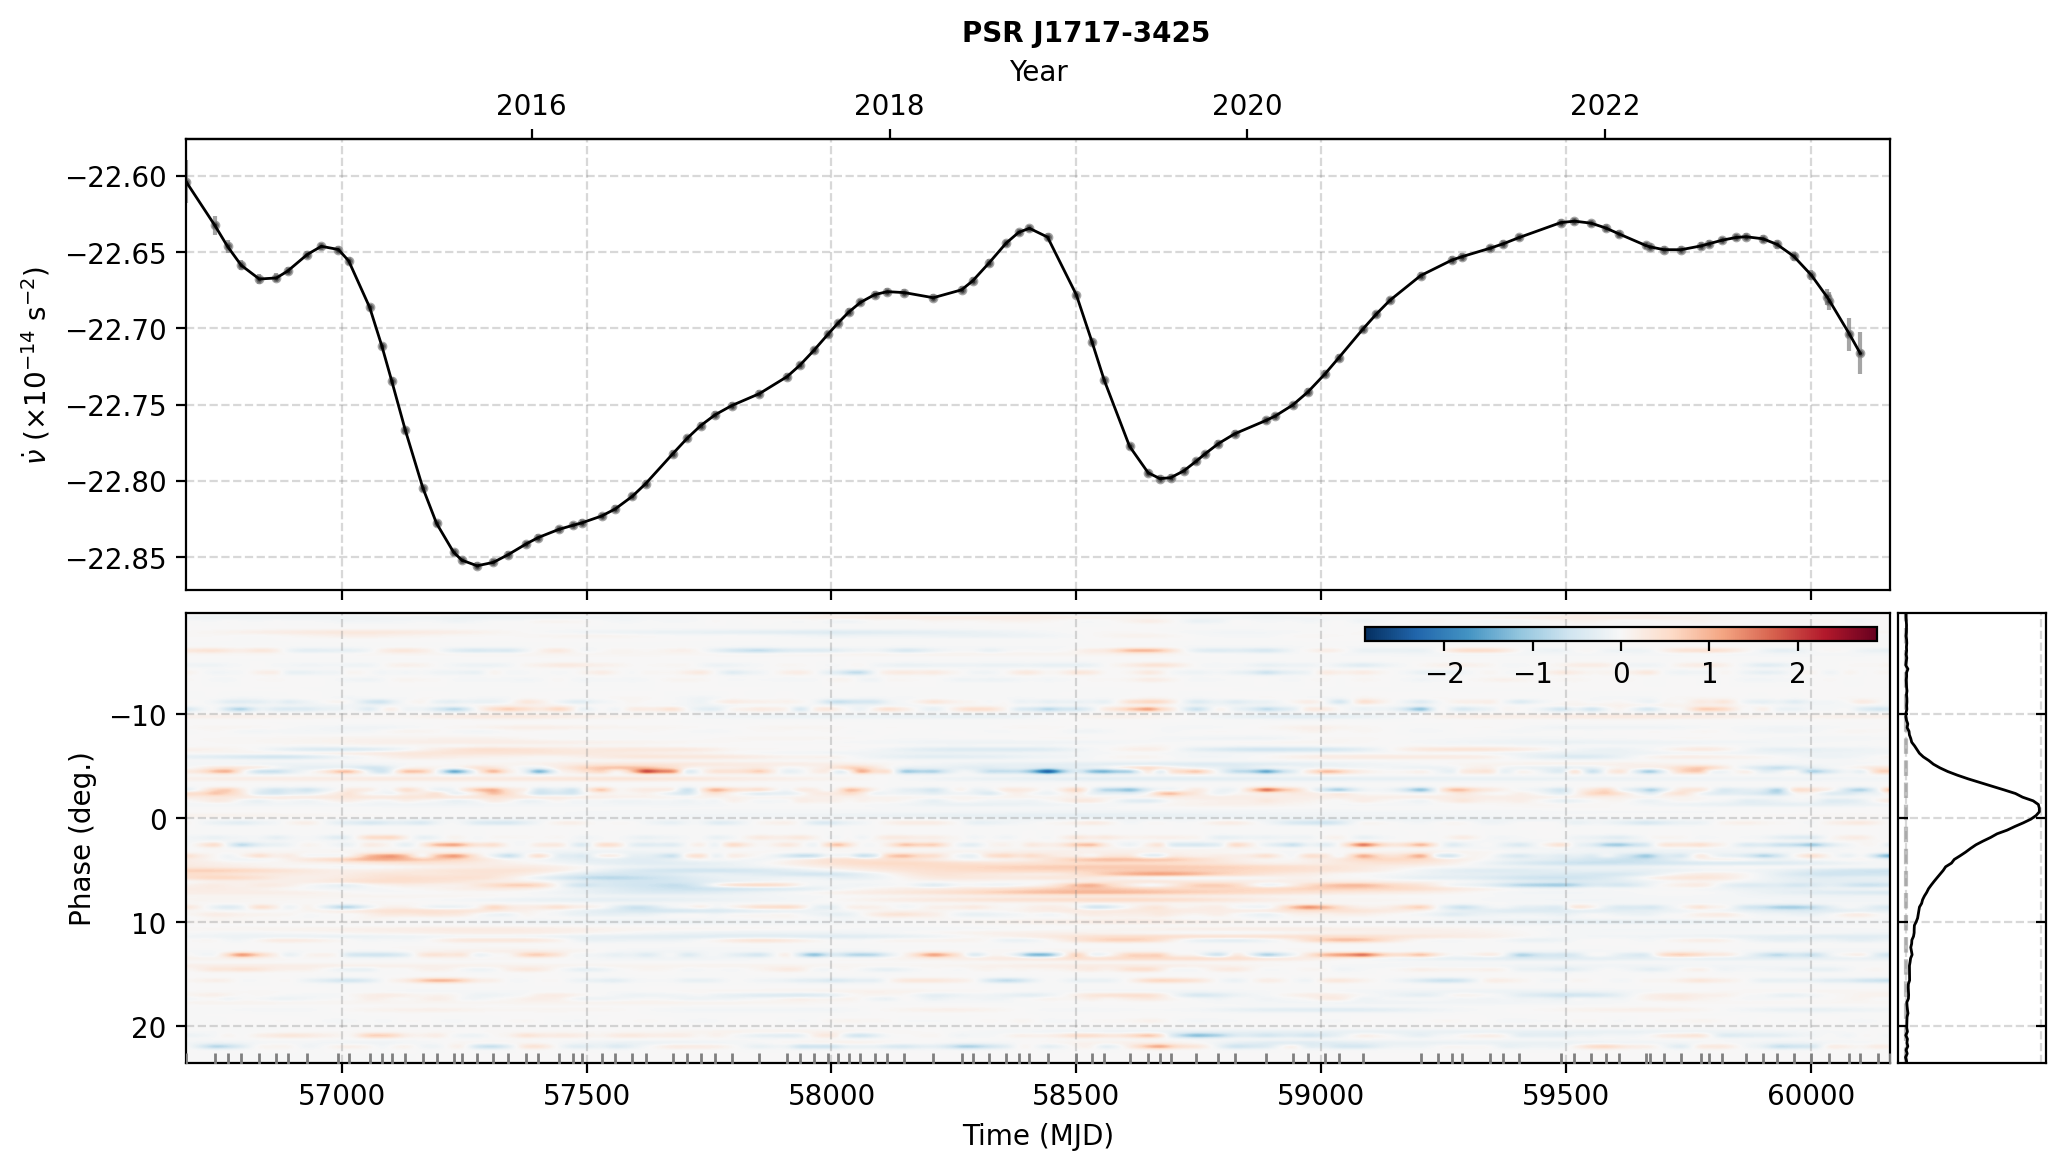 PSR J1717-3425
Year
2016 2018 2020 2022
−22.60
−22.65
−22.70
−22.75
−22.80
−22.85
ν̇ (×10⁻¹⁴ s⁻²)
−2 −1 0 1 2
−10
0
10
20
Phase (deg.)
57000 57500 58000 58500 59000 59500 60000
Time (MJD)